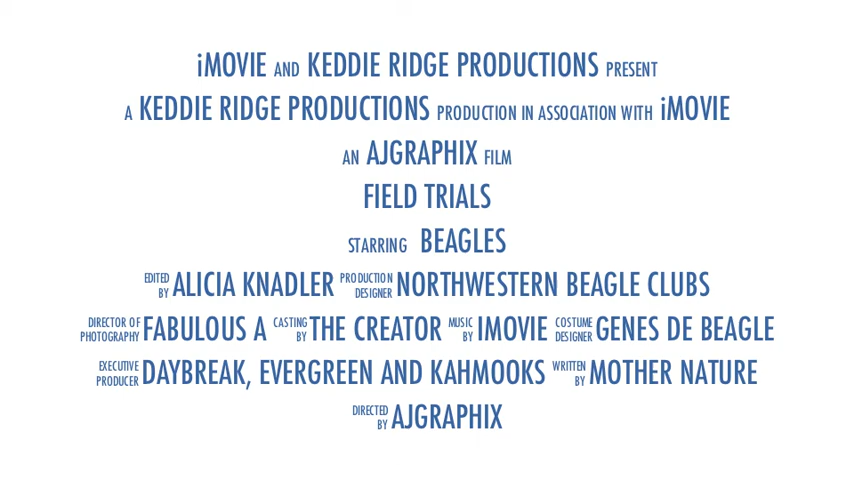 iMOVIE AND KEDDIE RIDGE PRODUCTIONS PRESENT
A KEDDIE RIDGE PRODUCTIONS PRODUCTION IN ASSOCIATION WITH iMOVIE
AN AJGRAPHIX FILM
FIELD TRIALS
STARRING BEAGLES
EDITED BY ALICIA KNADLER PRODUCTION DESIGNER NORTHWESTERN BEAGLE CLUBS
DIRECTOR OF PHOTOGRAPHY FABULOUS A CASTING BY THE CREATOR MUSIC BY IMOVIE COSTUME DESIGNER GENES DE BEAGLE
EXECUTIVE PRODUCER DAYBREAK, EVERGREEN AND KAHMOOKS WRITTEN BY MOTHER NATURE
DIRECTED BY AJGRAPHIX